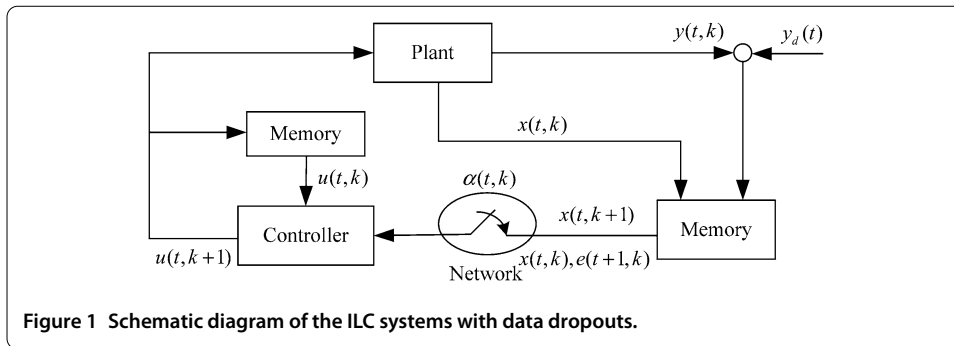 Plant
y(t,k)
y_d(t)
x(t,k)
Memory
u(t,k)
α(t,k)
Controller
x(t,k+1)
Memory
u(t,k+1)
Network
x(t,k),e(t+1,k)
Figure 1 Schematic diagram of the ILC systems with data dropouts.